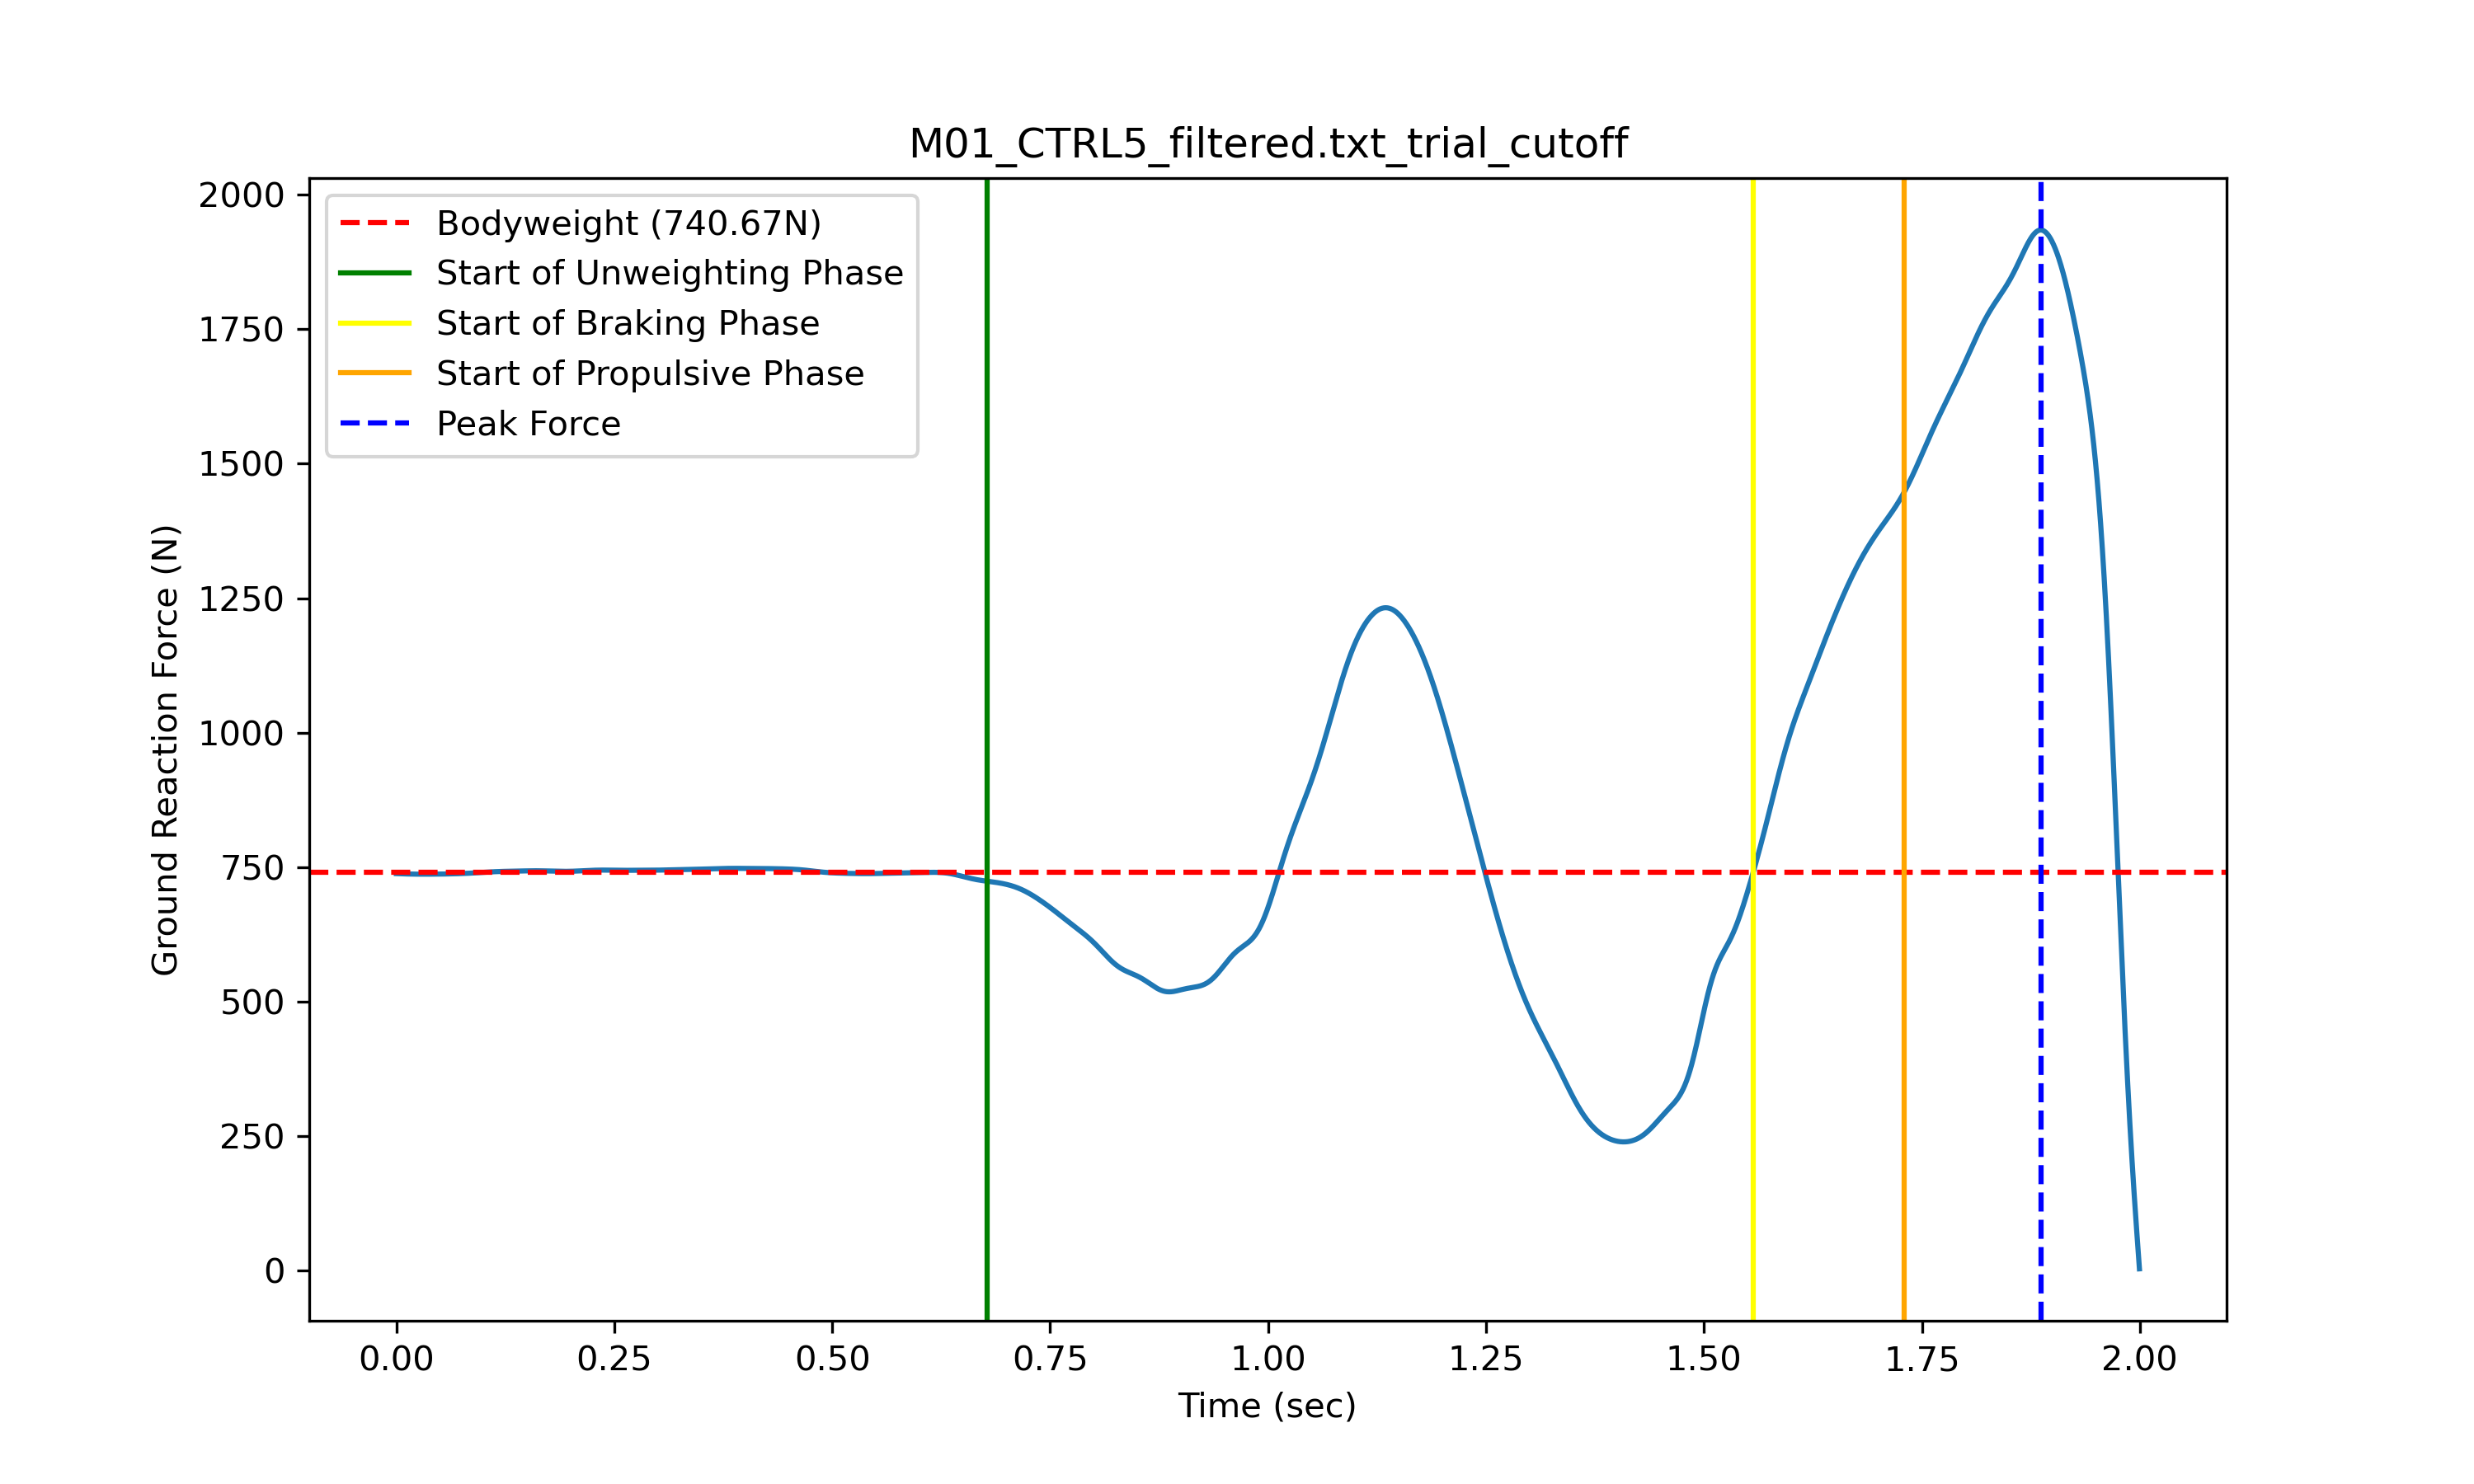 M01_CTRL5_filtered.txt_trial_cutoff
Bodyweight (740.67N)
Start of Unweighting Phase
Start of Braking Phase
Start of Propulsive Phase
Peak Force
Ground Reaction Force (N)
2000
1750
1500
1250
1000
750
500
250
0
0.00 0.25 0.50 0.75 1.00 1.25 1.50 1.75 2.00
Time (sec)